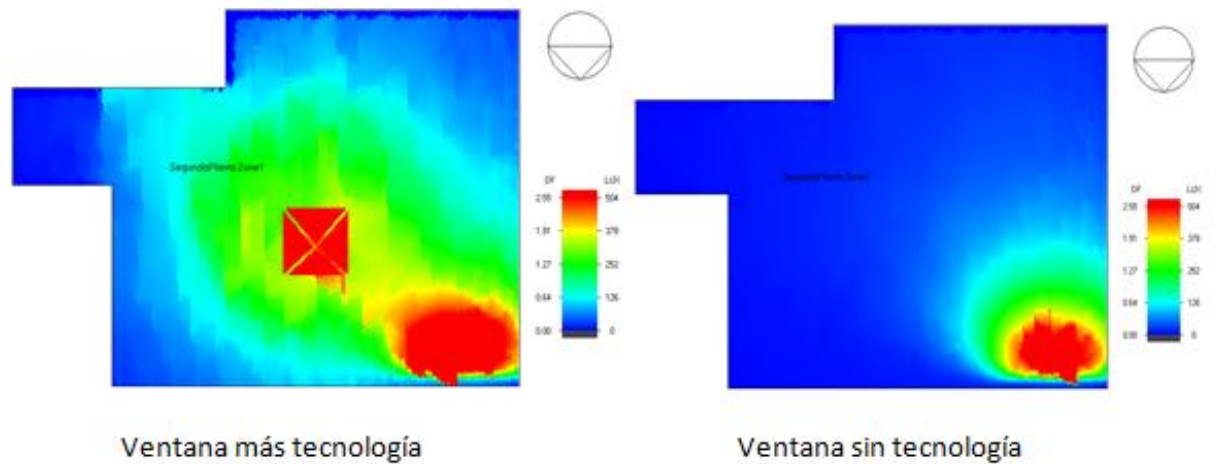 SegundaPlanta:Zone1
DF LUX
2.55 504
1.91 378
1.27 252
0.64 126
0.00 0
DF LUX
2.55 504
1.91 378
1.27 252
0.64 126
0.00 0
Ventana más tecnología
Ventana sin tecnología